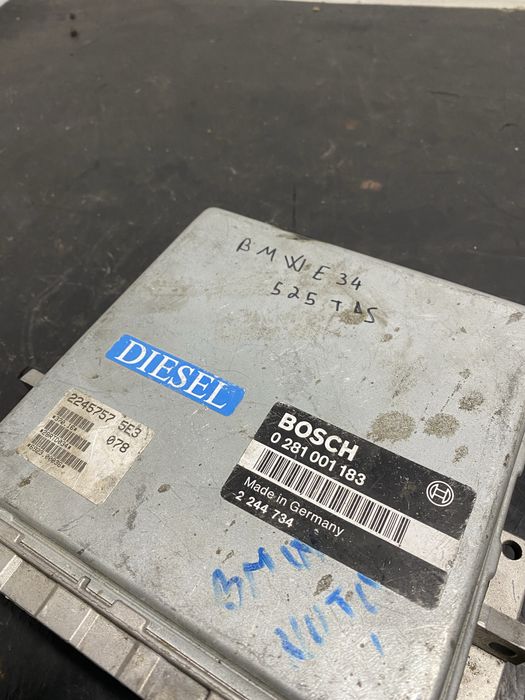 BMW E34
525 TDS
DIESEL
2245757 5E3
078
BOSCH
0 281 001 183
Made in Germany
2 244 734
BMW